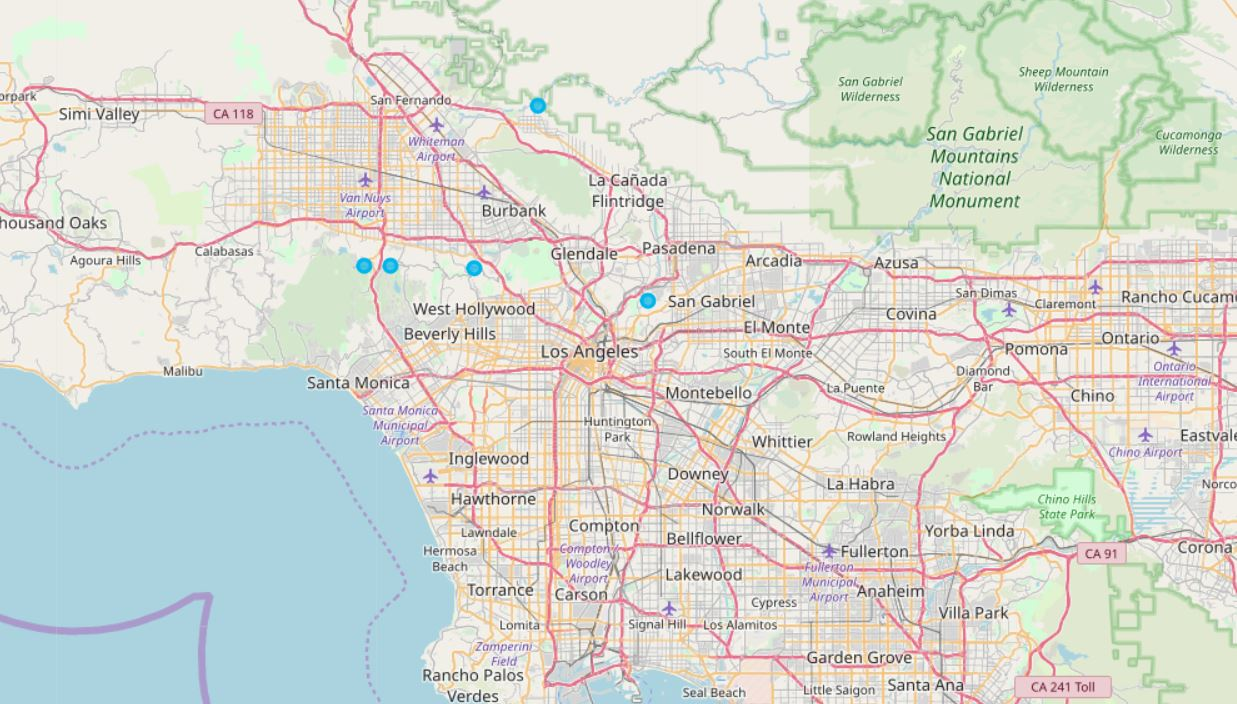 San Gabriel
Wilderness
Sheep Mountain
Wilderness
orpark
San Fernando
Simi Valley
CA 118
San Gabriel
Mountains
National
Monument
Cucamonga
Wilderness
Whiteman
Airport
La Cañada
Flintridge
Van Nuys
Airport
Burbank
housand Oaks
Calabasas
Agoura Hills
Glendale
Pasadena
Arcadia
Azusa
San Dimas
Claremont
Rancho Cucam
West Hollywood
San Gabriel
Covina
Beverly Hills
El Monte
Ontario
Los Angeles
South El Monte
Pomona
Malibu
Santa Monica
Diamond
Bar
Ontario
International
Airport
La Puente
Montebello
Chino
Santa Monica
Municipal
Airport
Huntington
Park
Whittier
Rowland Heights
Eastvale
Chino Airport
Inglewood
Downey
La Habra
Norco
Hawthorne
Chino Hills
State Park
Norwalk
Lawndale
Compton
Yorba Linda
Bellflower
Hermosa
Beach
Compton/
Woodley
Airport
Fullerton
CA 91
Corona
Fullerton
Municipal
Airport
Lakewood
Torrance
Carson
Anaheim
Cypress
Villa Park
Lomita
Signal Hill
Los Alamitos
Zamperini
Field
Garden Grove
Rancho Palos
Verdes
Seal Beach
Little Saigon
Santa Ana
CA 241 Toll